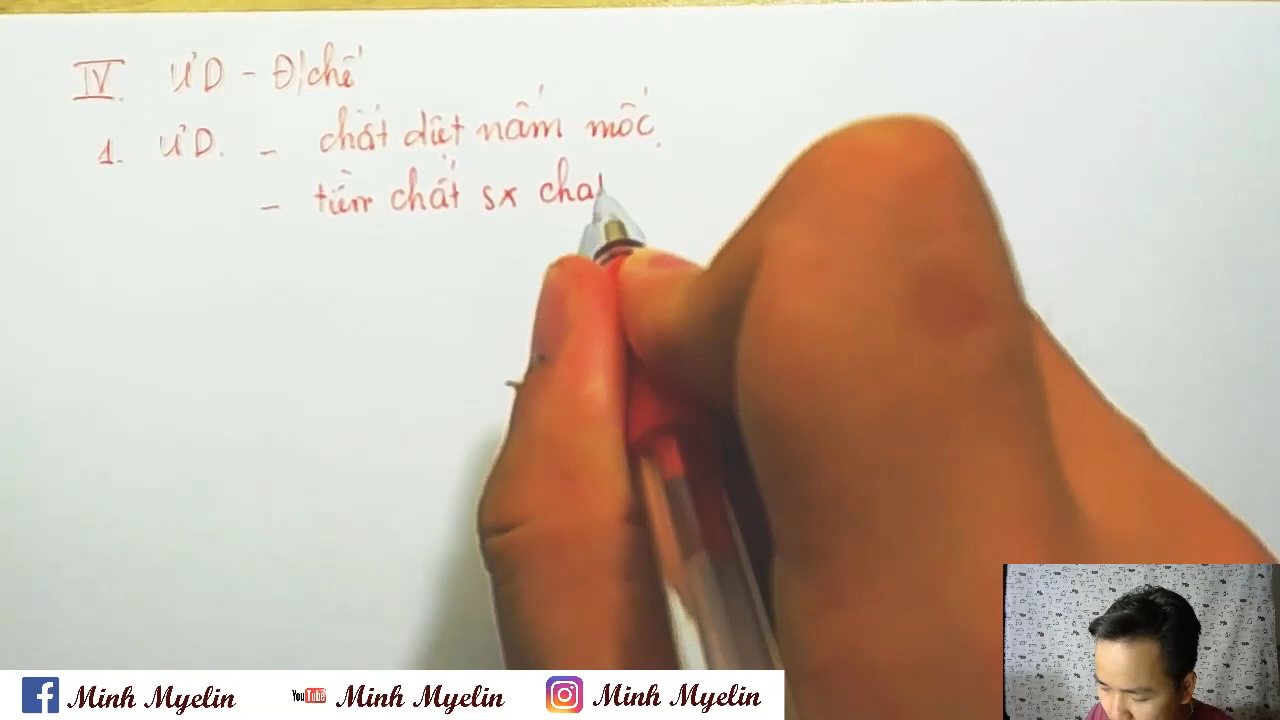 IV. ƯD - Đ/chế
1. ƯD. - chất diệt nấm mốc.
- tiền chất sx cha
Minh Myelin YouTube Minh Myelin Minh Myelin